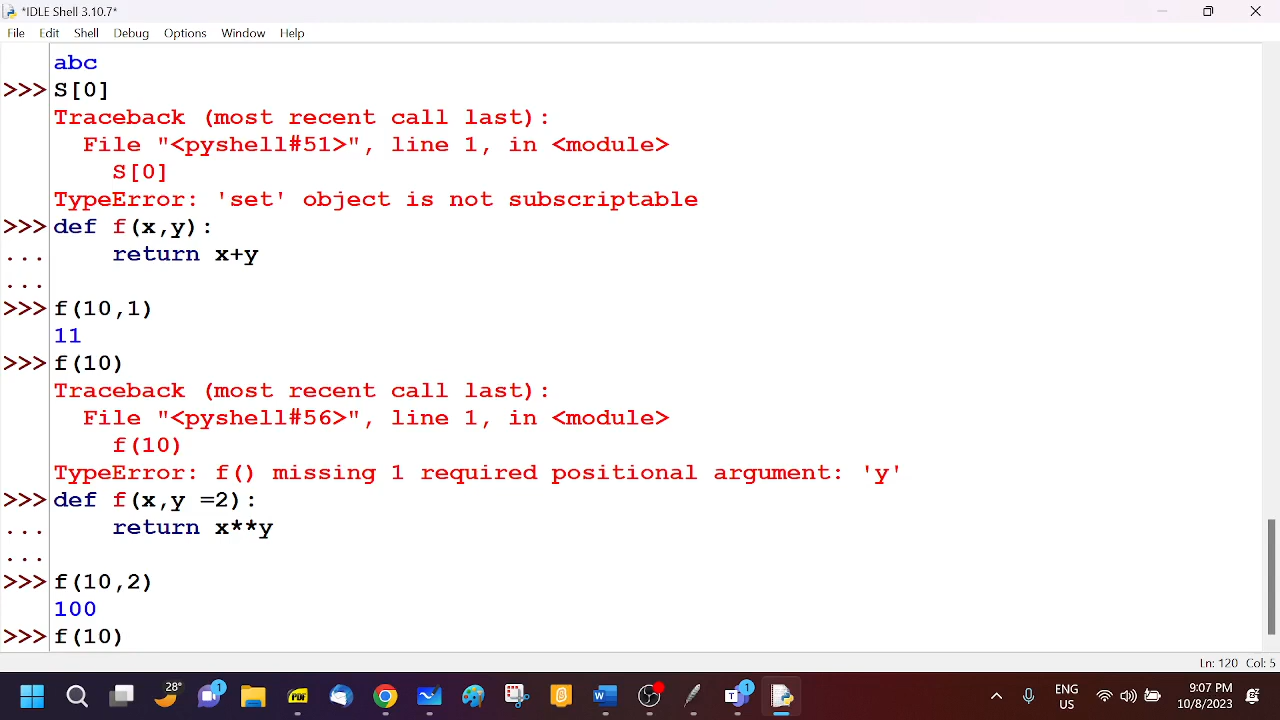 *IDLE Shell 3.10.7*
File Edit Shell Debug Options Window Help
abc
>>> S[0]
Traceback (most recent call last):
  File "<pyshell#51>", line 1, in <module>
    S[0]
TypeError: 'set' object is not subscriptable
>>> def f(x,y):
...     return x+y
...
>>> f(10,1)
11
>>> f(10)
Traceback (most recent call last):
  File "<pyshell#56>", line 1, in <module>
    f(10)
TypeError: f() missing 1 required positional argument: 'y'
>>> def f(x,y =2):
...     return x**y
...
>>> f(10,2)
100
>>> f(10)
Ln: 120 Col: 5
28°
1
PDF
W
T
1
ENG
US
9:07 PM
10/8/2023